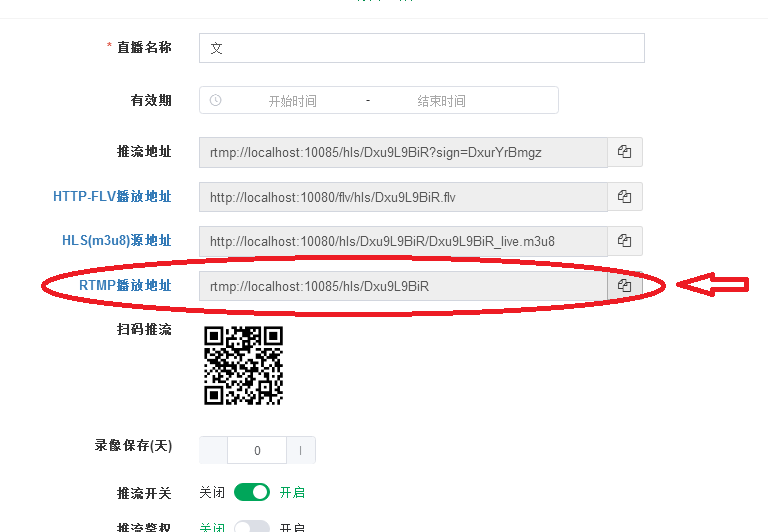 * 直播名称 文
有效期 开始时间 - 结束时间
推流地址 rtmp://localhost:10085/hls/Dxu9L9BiR?sign=DxurYrBmgz
HTTP-FLV播放地址 http://localhost:10080/flv/hls/Dxu9L9BiR.flv
HLS(m3u8)源地址 http://localhost:10080/hls/Dxu9L9BiR/Dxu9L9BiR_live.m3u8
RTMP播放地址 rtmp://localhost:10085/hls/Dxu9L9BiR
扫码推流
录像保存(天) 0
推流开关 关闭 开启
推流鉴权 关闭 开启